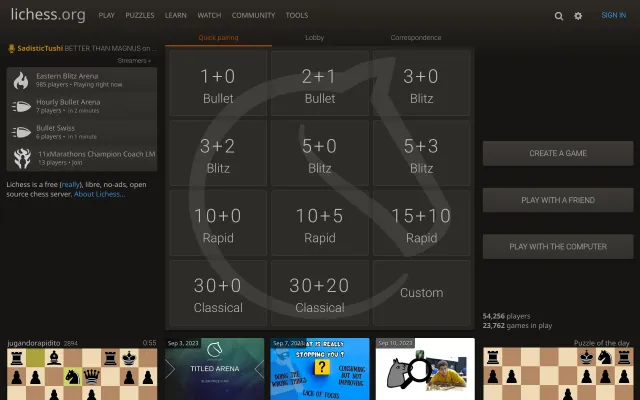 lichess.org
PLAY PUZZLES LEARN WATCH COMMUNITY TOOLS
SIGN IN
SadisticTushi BETTER THAN MAGNUS on ...
Streamers »
Eastern Blitz Arena
985 players • Playing right now
Hourly Bullet Arena
7 players • in 2 minutes
Bullet Swiss
6 players • in 1 minute
11xMarathons Champion Coach LM
13 players • Join
Lichess is a free (really), libre, no-ads, open
source chess server. About Lichess...
Quick pairing Lobby Correspondence
1+0
Bullet
2+1
Bullet
3+0
Blitz
3+2
Blitz
5+0
Blitz
5+3
Blitz
10+0
Rapid
10+5
Rapid
15+10
Rapid
30+0
Classical
30+20
Classical
Custom
CREATE A GAME
PLAY WITH A FRIEND
PLAY WITH THE COMPUTER
54,256 players
23,762 games in play
jugandorapidito 2894 0:55
Sep 3, 2023
TITLED ARENA
Sep 7, 2023
WHAT IS REALLY
STOPPING YOU?
DOING THE
WRONG THINGS
CONSUMING
BUT NOT
IMPROVING
LACK OF FOCUS
Sep 10, 2023
Puzzle of the day